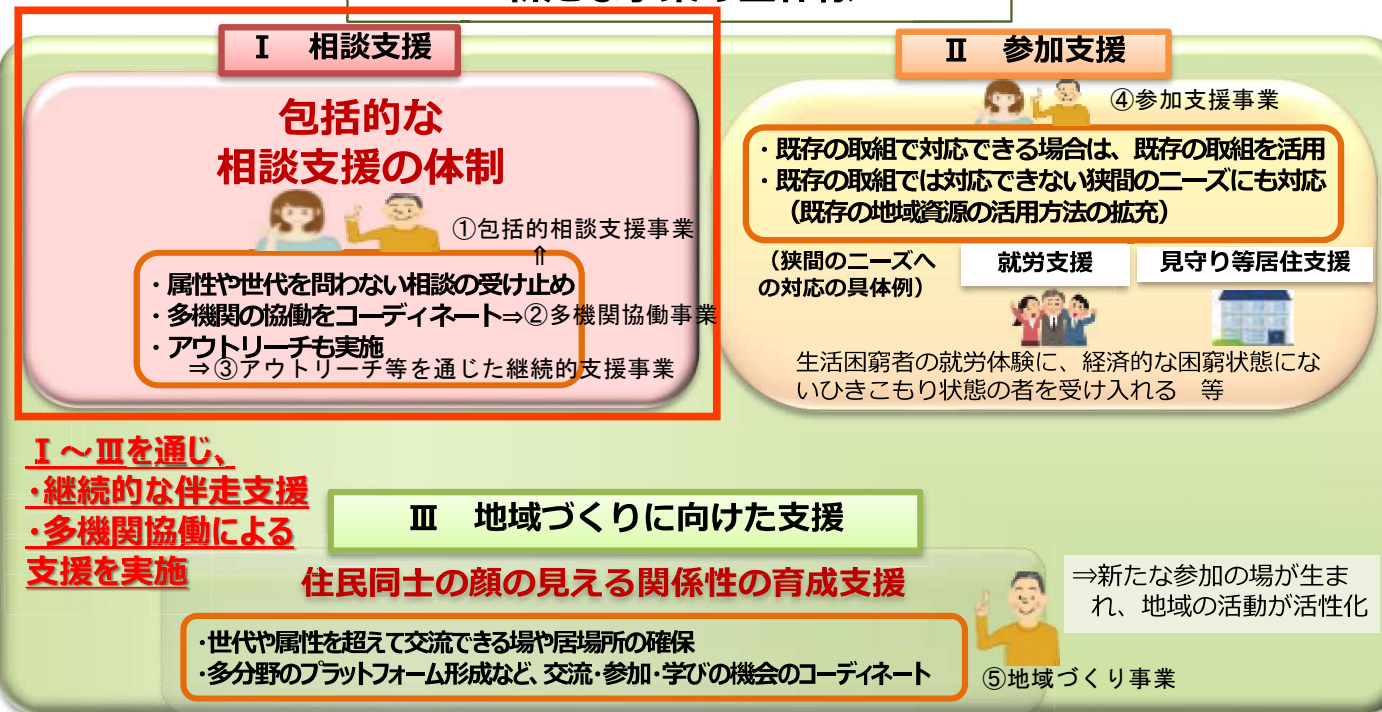 Ⅰ 相談支援
包括的な
相談支援の体制
①包括的相談支援事業
⇑
・属性や世代を問わない相談の受け止め
・多機関の協働をコーディネート⇒②多機関協働事業
・アウトリーチも実施
⇒③アウトリーチ等を通じた継続的支援事業
Ⅱ 参加支援
④参加支援事業
・既存の取組で対応できる場合は、既存の取組を活用
・既存の取組では対応できない狭間のニーズにも対応
（既存の地域資源の活用方法の拡充）
（狭間のニーズへ
の対応の具体例）
就労支援
見守り等居住支援
生活困窮者の就労体験に、経済的な困窮状態にな
いひきこもり状態の者を受け入れる 等
Ⅰ～Ⅲを通じ、
・継続的な伴走支援
・多機関協働による
支援を実施
Ⅲ 地域づくりに向けた支援
住民同士の顔の見える関係性の育成支援
・世代や属性を超えて交流できる場や居場所の確保
・多分野のプラットフォーム形成など、交流・参加・学びの機会のコーディネート
⇒新たな参加の場が生ま
れ、地域の活動が活性化
⑤地域づくり事業